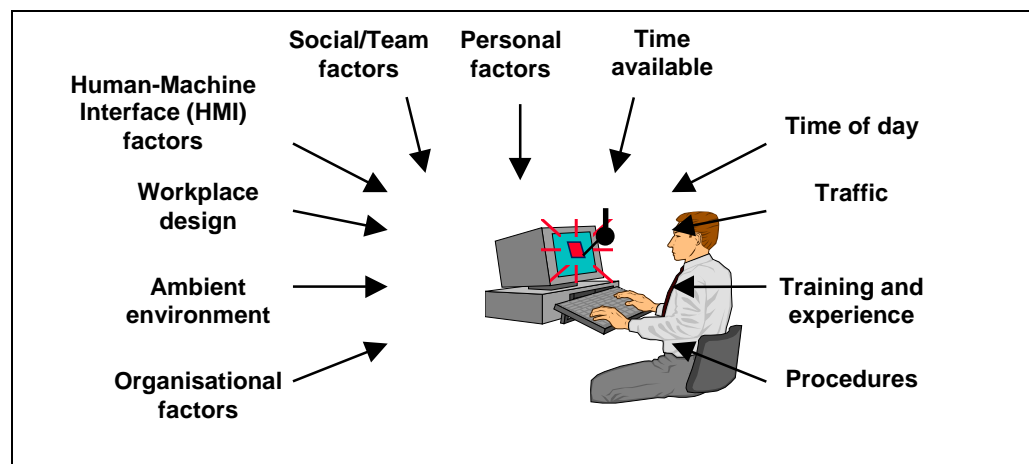 Social/Team
factors
Personal
factors
Time
available
Human-Machine
Interface (HMI)
factors
Time of day
Workplace
design
Traffic
Ambient
environment
Training and
experience
Organisational
factors
Procedures